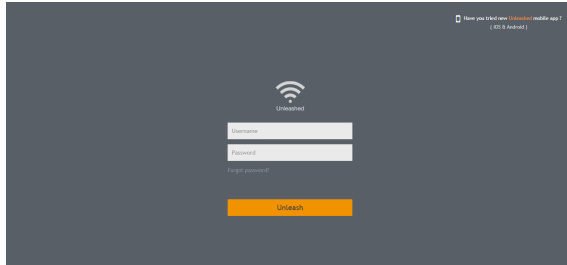 Have you tried new Unleashed mobile app ?
( iOS & Android )
Unleashed
Username
Password
Forgot password?
Unleash